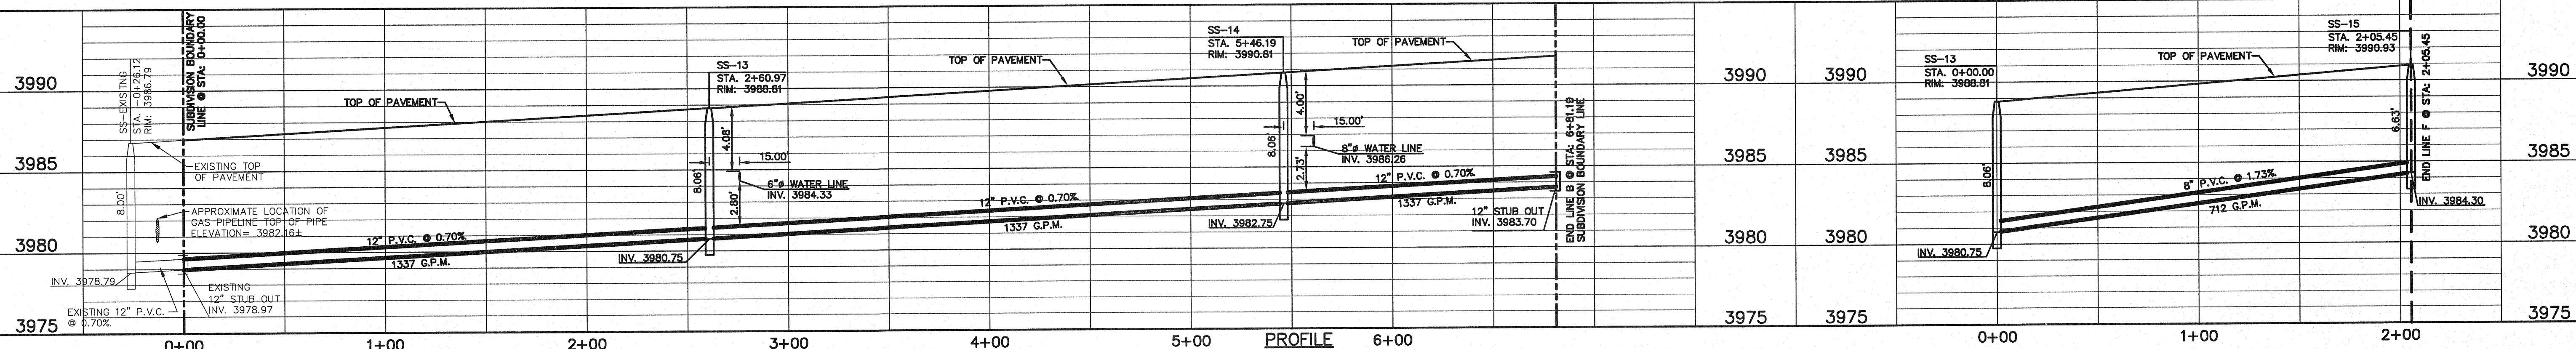 3990
3985
3980
3975
SS-EXISTING
STA. -0+26.12
RIM: 3986.79
8.00'
INV. 3978.79
EXISTING 12" P.V.C.
@ 0.70%.
SUBDIVISION BOUNDARY
LINE @ STA: 0+00.00
EXISTING TOP
OF PAVEMENT
APPROXIMATE LOCATION OF
GAS PIPELINE TOP OF PIPE
ELEVATION= 3982.16±
EXISTING
12" STUB OUT
INV. 3978.97
TOP OF PAVEMENT
12" P.V.C. @ 0.70%.
1337 G.P.M.
SS-13
STA. 2+60.97
RIM: 3988.81
4.08'
15.00'
8.06'
6"ø WATER LINE
INV. 3984.33
2.80'
INV. 3980.75
TOP OF PAVEMENT
12" P.V.C. @ 0.70%.
1337 G.P.M.
SS-14
STA. 5+46.19
RIM: 3990.81
4.00'
15.00'
8.06'
8"ø WATER LINE
INV. 3986.26
2.73'
INV. 3982.75
TOP OF PAVEMENT
12" P.V.C. @ 0.70%.
1337 G.P.M.
12" STUB OUT
INV. 3983.70
END LINE B @ STA: 6+81.19
SUBDIVISION BOUNDARY LINE
0+00
1+00
2+00
3+00
4+00
5+00
PROFILE
6+00
3990
3985
3980
3975
3990
3985
3980
3975
SS-13
STA. 0+00.00
RIM: 3988.81
8.06'
INV. 3980.75
TOP OF PAVEMENT
8" P.V.C. @ 1.73%
712 G.P.M.
SS-15
STA. 2+05.45
RIM: 3990.93
6.63'
END LINE F @ STA: 2+05.45
INV. 3984.30
0+00
1+00
2+00
3990
3985
3980
3975